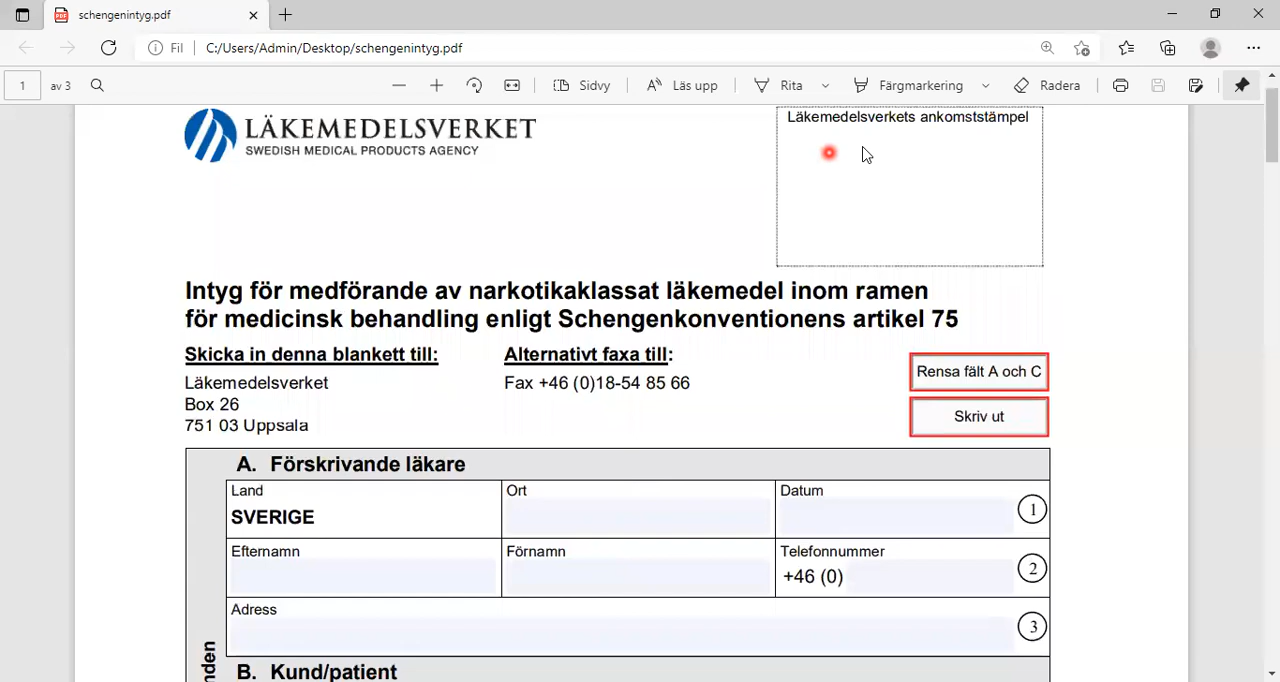 schengenintyg.pdf
Fil C:/Users/Admin/Desktop/schengenintyg.pdf
1 av 3 Sidvy Läs upp Rita Färgmarkering Radera
LÄKEMEDELSVERKET
SWEDISH MEDICAL PRODUCTS AGENCY
Läkemedelsverkets ankomststämpel
Intyg för medförande av narkotikaklassat läkemedel inom ramen
för medicinsk behandling enligt Schengenkonventionens artikel 75
Skicka in denna blankett till:
Läkemedelsverket
Box 26
751 03 Uppsala
Alternativt faxa till:
Fax +46 (0)18-54 85 66
Rensa fält A och C
Skriv ut
A. Förskrivande läkare
Land Ort Datum
SVERIGE 1
Efternamn Förnamn Telefonnummer
+46 (0) 2
Adress
3
nden
B. Kund/patient